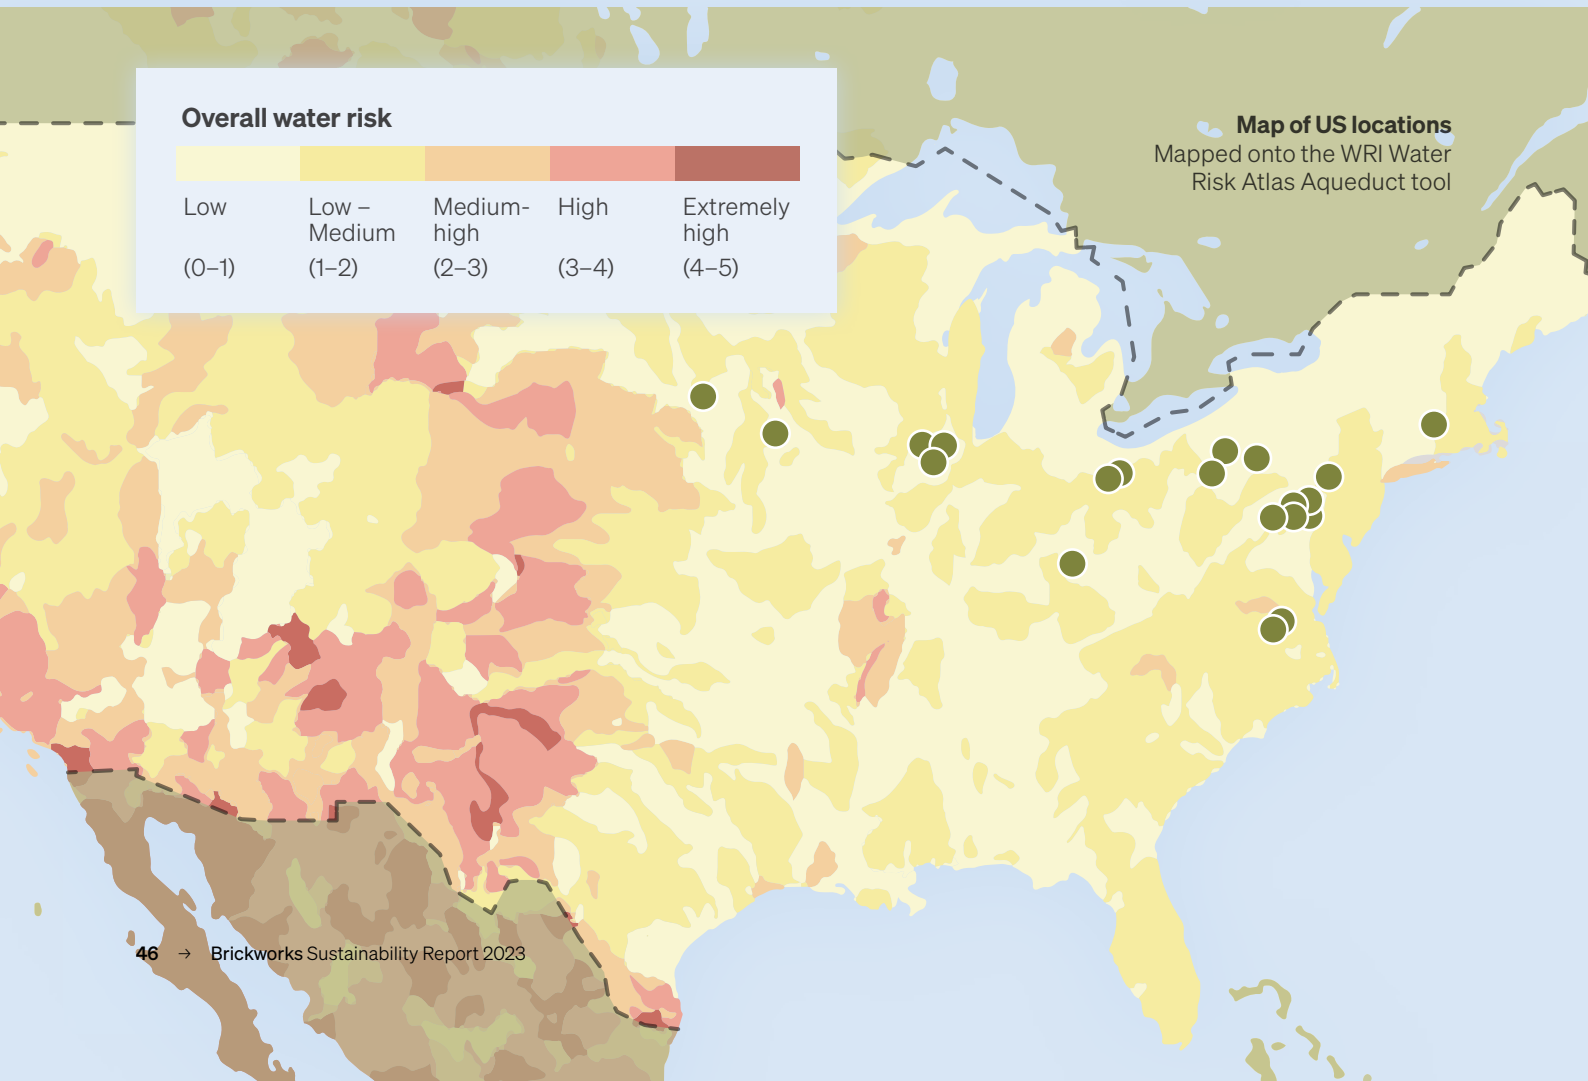 Overall water risk
Low
(0–1)
Low –
Medium
(1–2)
Medium-
high
(2–3)
High
(3–4)
Extremely
high
(4–5)
Map of US locations
Mapped onto the WRI Water
Risk Atlas Aqueduct tool
46 → Brickworks Sustainability Report 2023